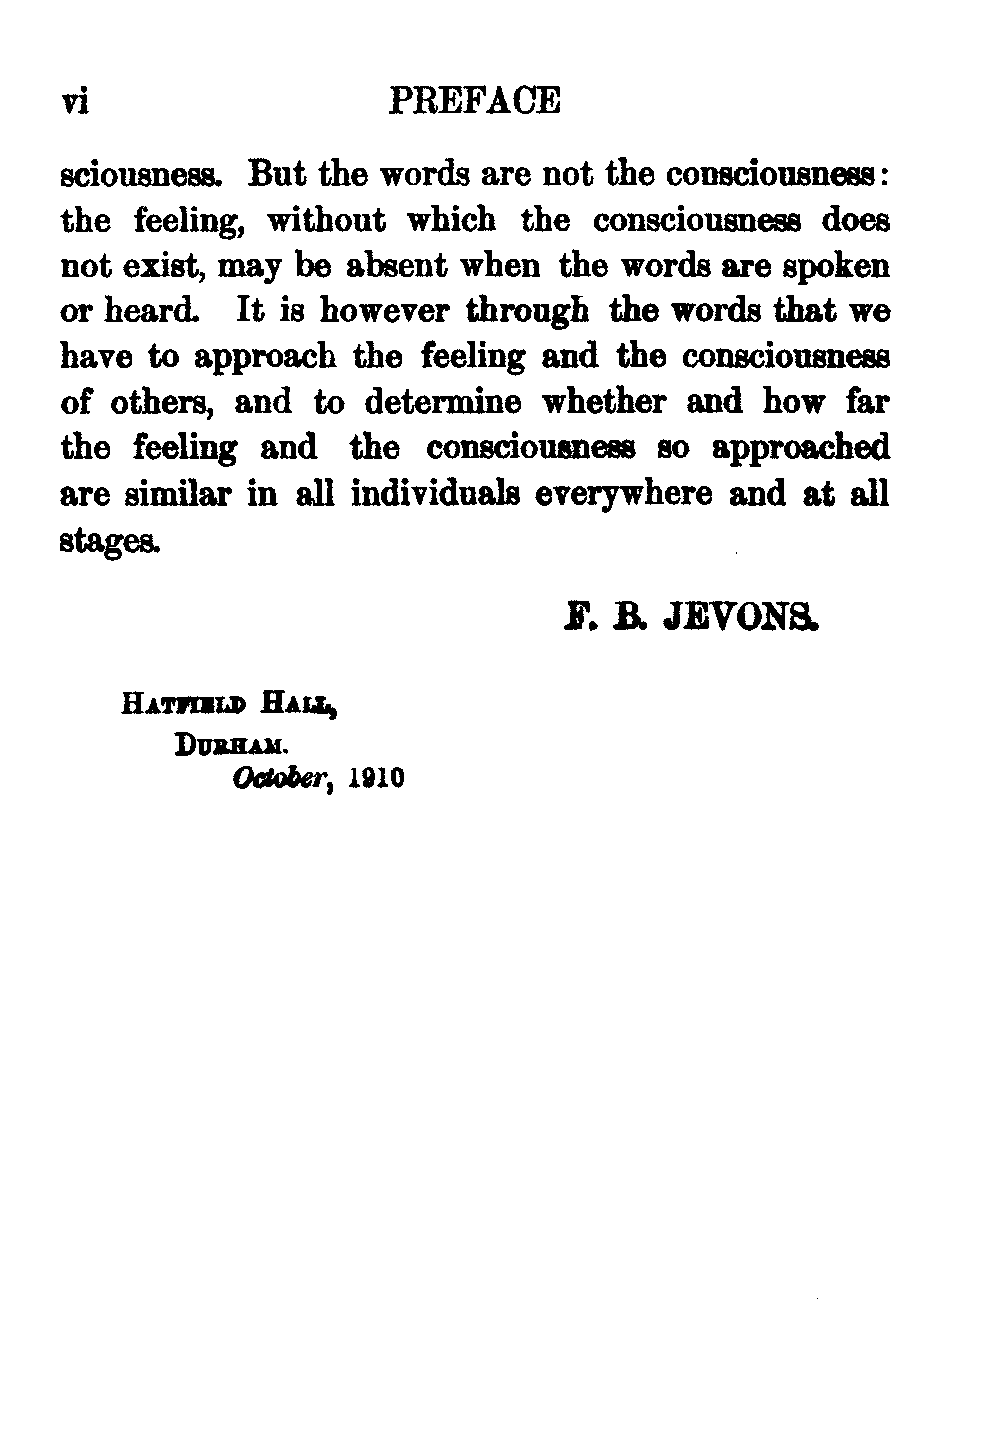 vi PREFACE
sciousness. But the words are not the consciousness:
the feeling, without which the consciousness does
not exist, may be absent when the words are spoken
or heard. It is however through the words that we
have to approach the feeling and the consciousness
of others, and to determine whether and how far
the feeling and the consciousness so approached
are similar in all individuals everywhere and at all
stages.
F. B. JEVONS.
HATFIELD HALL,
DURHAM.
October, 1910